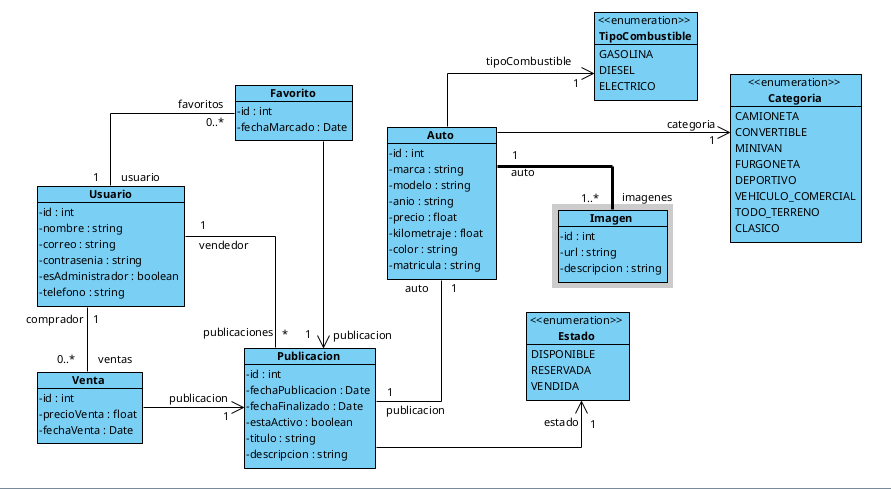 <<enumeration>>
TipoCombustible
GASOLINA
DIESEL
ELECTRICO
tipoCombustible
1
<<enumeration>>
Categoria
CAMIONETA
CONVERTIBLE
MINIVAN
FURGONETA
DEPORTIVO
VEHICULO_COMERCIAL
TODO_TERRENO
CLASICO
categoria
1
Favorito
-id : int
-fechaMarcado : Date
favoritos
0..*
1 usuario
Auto
-id : int
-marca : string
-modelo : string
-anio : string
-precio : float
-kilometraje : float
-color : string
-matricula : string
1
auto
1..* imagenes
Imagen
-id : int
-url : string
-descripcion : string
Usuario
-id : int
-nombre : string
-correo : string
-contrasenia : string
-esAdministrador : boolean
-telefono : string
1
vendedor
auto 1
comprador 1
publicaciones * 1 publicacion
0..* ventas
<<enumeration>>
Estado
DISPONIBLE
RESERVADA
VENDIDA
Venta
-id : int
-precioVenta : float
-fechaVenta : Date
publicacion
1
Publicacion
-id : int
-fechaPublicacion : Date
-fechaFinalizado : Date
-estaActivo : boolean
-titulo : string
-descripcion : string
1
publicacion
estado 1